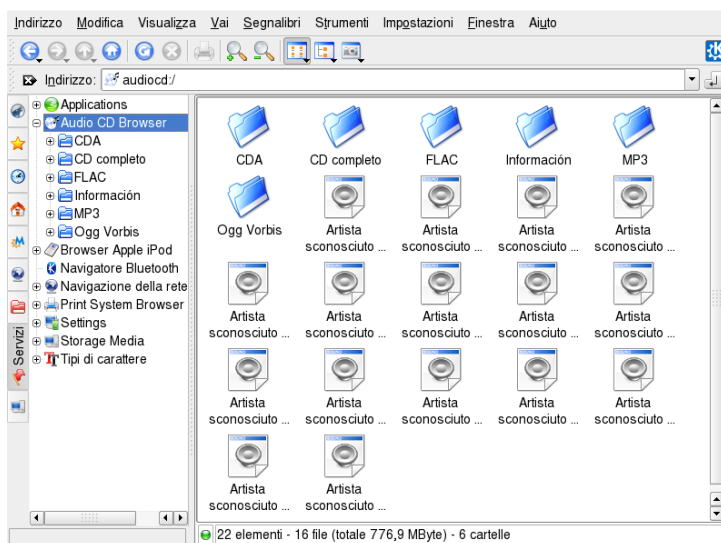 Indirizzo Modifica Visualizza Vai Segnalibri Strumenti Impostazioni Finestra Aiuto
Indirizzo: audiocd:/
Servizi
Applications
Audio CD Browser
CDA
CD completo
FLAC
Información
MP3
Ogg Vorbis
Browser Apple iPod
Navigatore Bluetooth
Navigazione della rete
Print System Browser
Settings
Storage Media
Tipi di carattere
CDA CD completo FLAC Información MP3
Ogg Vorbis Artista Artista Artista Artista
sconosciuto ... sconosciuto ... sconosciuto ... sconosciuto ...
Artista Artista Artista Artista Artista
sconosciuto ... sconosciuto ... sconosciuto ... sconosciuto ... sconosciuto ...
Artista Artista Artista Artista Artista
sconosciuto ... sconosciuto ... sconosciuto ... sconosciuto ... sconosciuto ...
Artista Artista
sconosciuto ... sconosciuto ...
22 elementi - 16 file (totale 776,9 MByte) - 6 cartelle